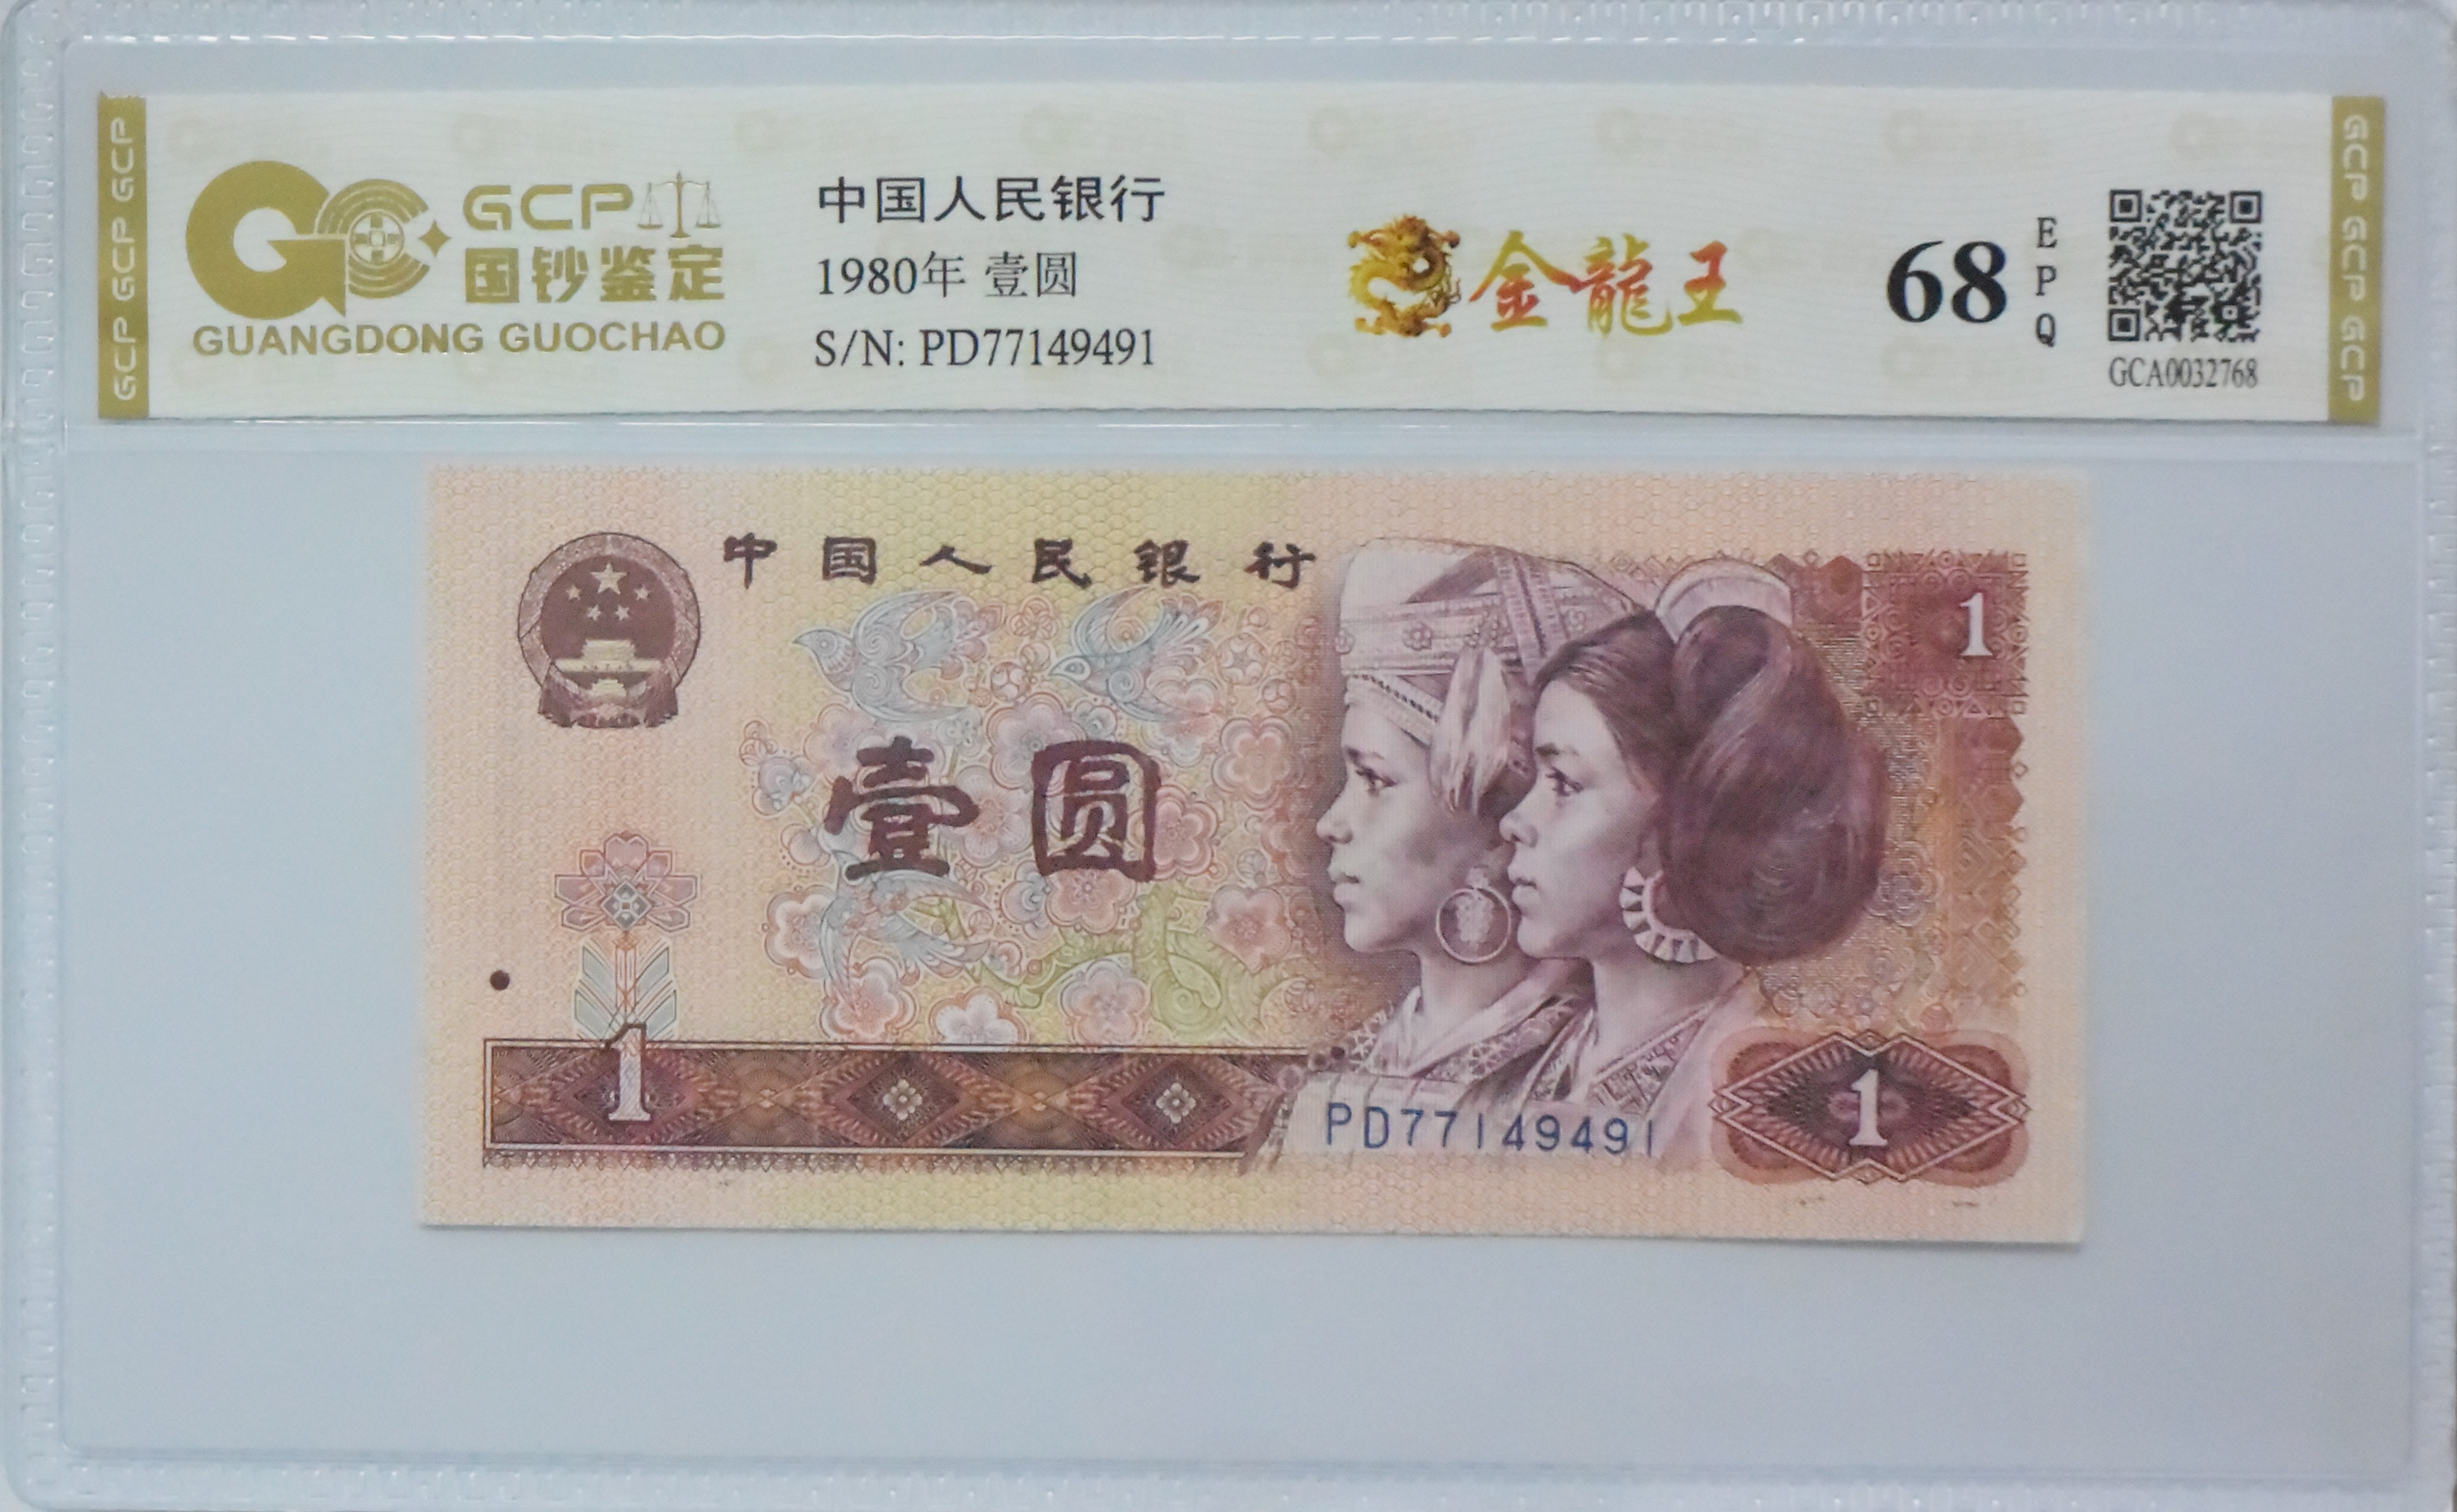 GCP GCP GCP
GCP
国钞鉴定
GUANGDONG GUOCHAO
中国人民银行
1980年 壹圆
S/N: PD77149491
金龍王
68
EPQ
GCA0032768
GCP GCP GCP GCP
中国人民银行
1
壹圆
1
PD77149491
1